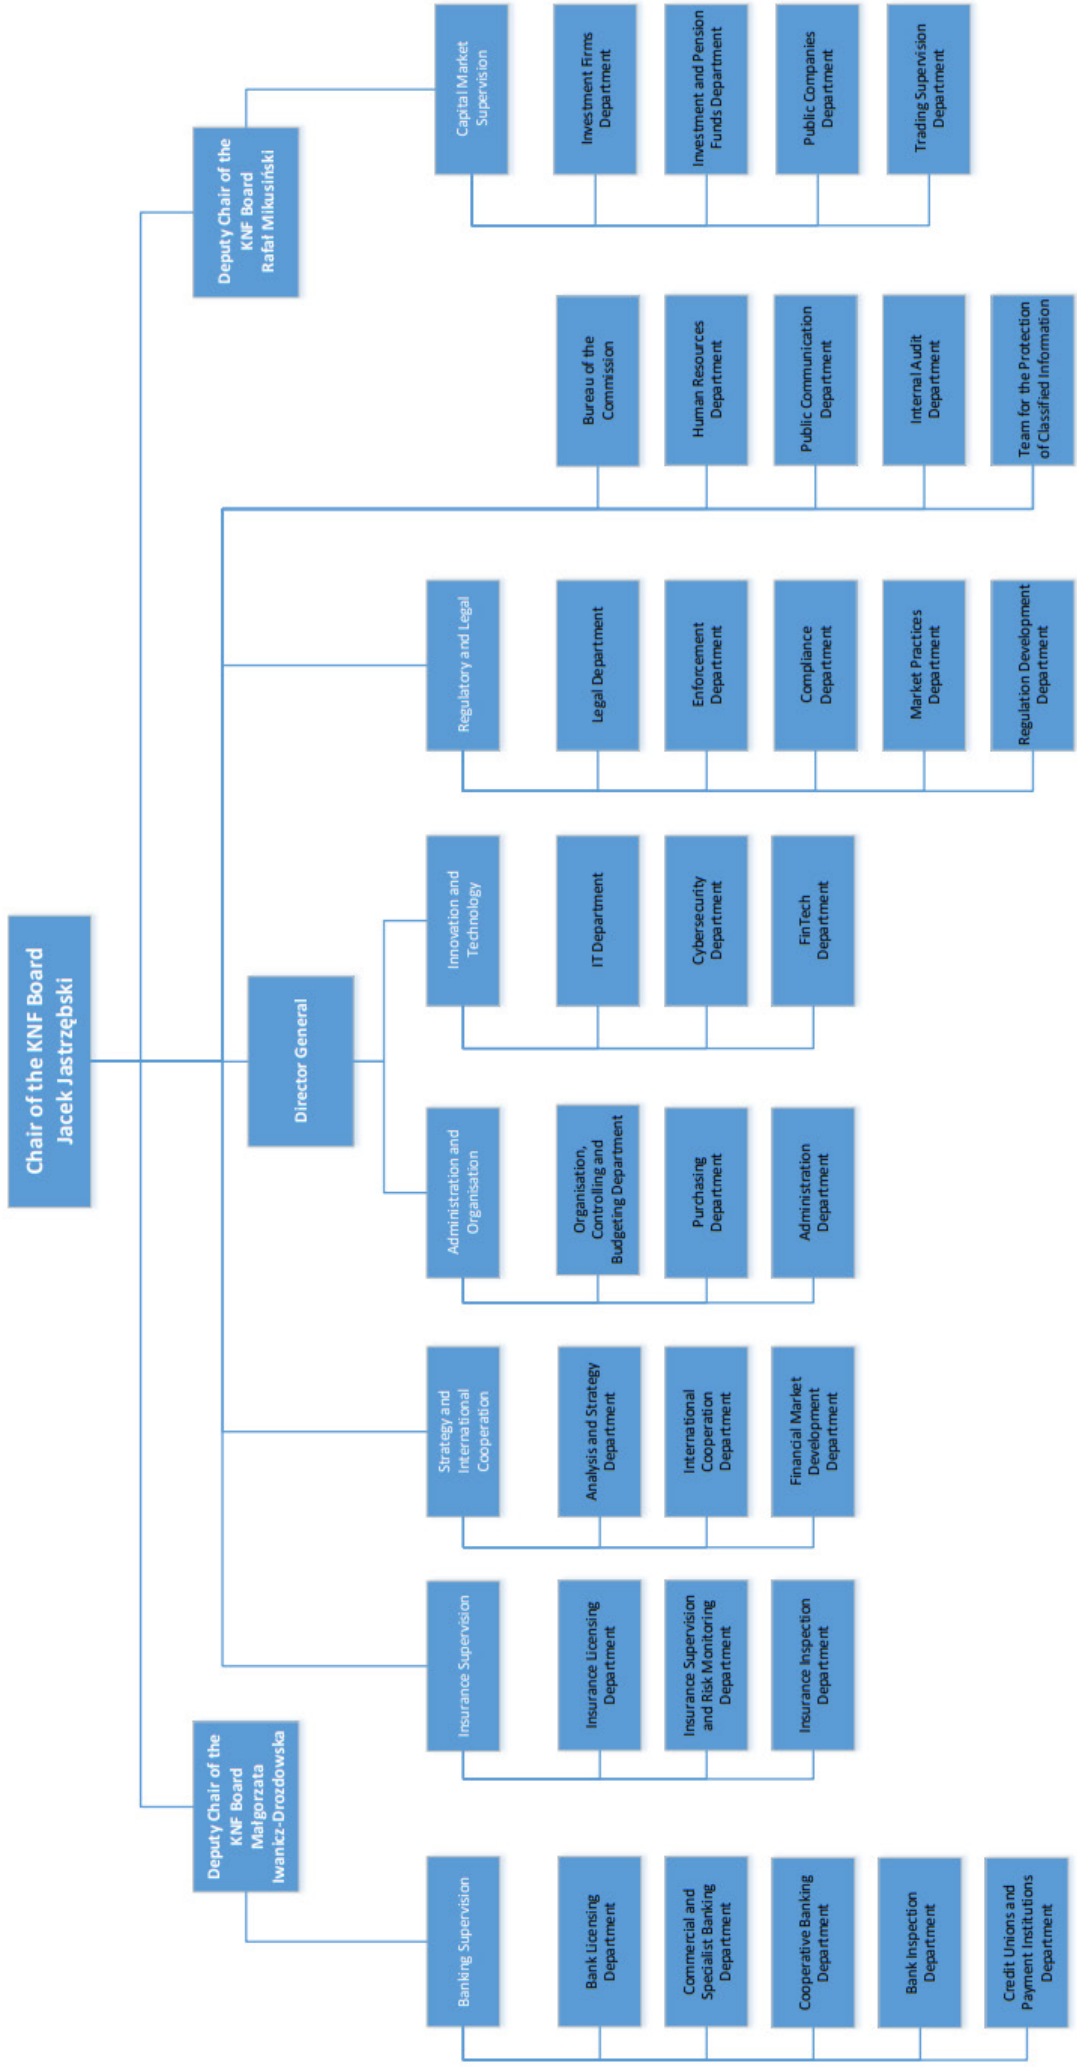 Chair of the KNF Board
Jacek Jastrzębski
Deputy Chair of the
KNF Board
Małgorzata
Iwanicz-Drozdowska
Director General
Deputy Chair of the
KNF Board
Rafał Mikusiński
Banking Supervision
Bank Licensing
Department
Commercial and
Specialist Banking
Department
Cooperative Banking
Department
Bank Inspection
Department
Credit Unions and
Payment Institutions
Department
Insurance Supervision
Insurance Licensing
Department
Insurance Supervision
and Risk Monitoring
Department
Insurance Inspection
Department
Strategy and
International
Cooperation
Analysis and Strategy
Department
International
Cooperation
Department
Financial Market
Development
Department
Administration and
Organisation
Organisation,
Controlling and
Budgeting Department
Purchasing
Department
Administration
Department
Innovation and
Technology
IT Department
Cybersecurity
Department
FinTech
Department
Regulatory and Legal
Legal Department
Enforcement
Department
Compliance
Department
Market Practices
Department
Regulation Development
Department
Bureau of the
Commission
Human Resources
Department
Public Communication
Department
Internal Audit
Department
Team for the Protection
of Classified Information
Capital Market
Supervision
Investment Firms
Department
Investment and Pension
Funds Department
Public Companies
Department
Trading Supervision
Department